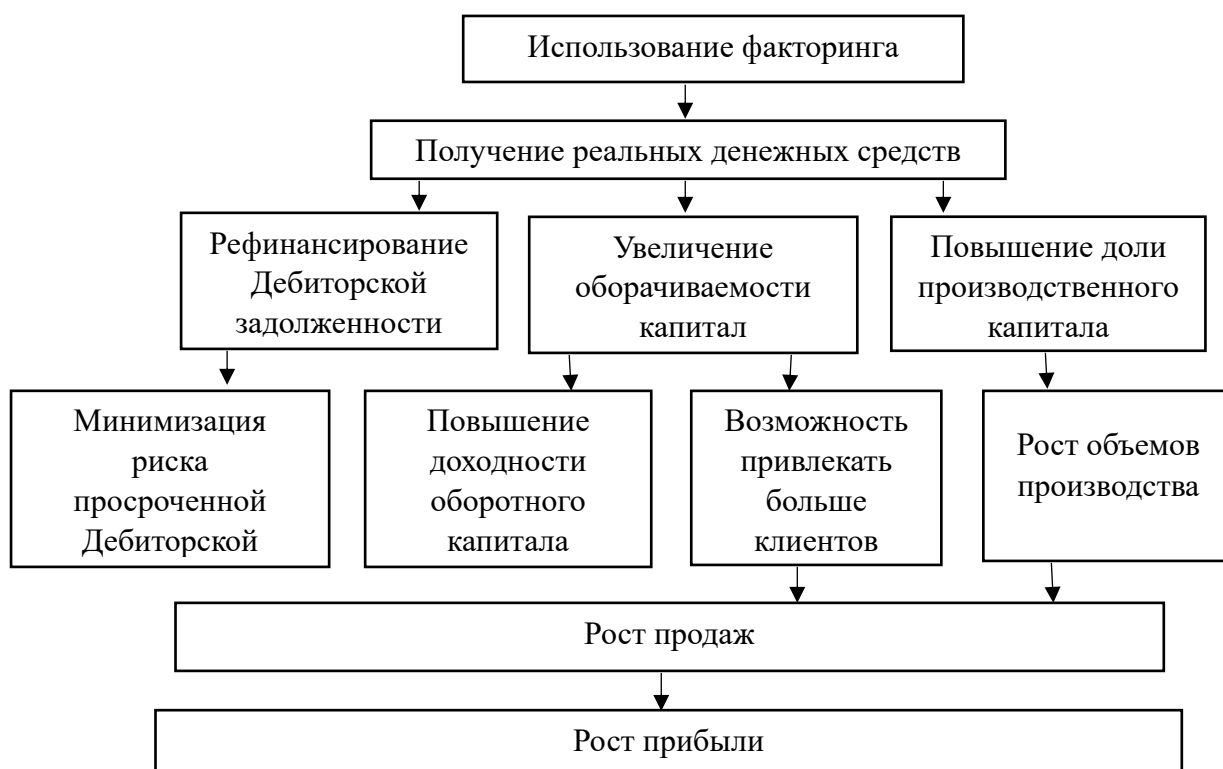 Использование факторинга
Получение реальных денежных средств
Рефинансирование
Дебиторской
задолженности
Увеличение
оборачиваемости
капитал
Повышение доли
производственного
капитала
Минимизация
риска
просроченной
Дебиторской
Повышение
доходности
оборотного
капитала
Возможность
привлекать
больше
клиентов
Рост объемов
производства
Рост продаж
Рост прибыли